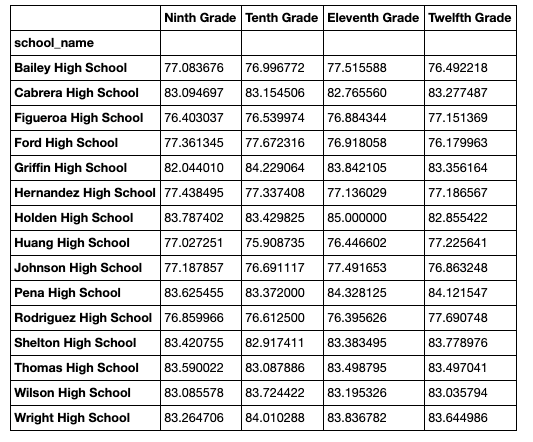 Ninth Grade Tenth Grade Eleventh Grade Twelfth Grade
school_name
Bailey High School 77.083676 76.996772 77.515588 76.492218
Cabrera High School 83.094697 83.154506 82.765560 83.277487
Figueroa High School 76.403037 76.539974 76.884344 77.151369
Ford High School 77.361345 77.672316 76.918058 76.179963
Griffin High School 82.044010 84.229064 83.842105 83.356164
Hernandez High School 77.438495 77.337408 77.136029 77.186567
Holden High School 83.787402 83.429825 85.000000 82.855422
Huang High School 77.027251 75.908735 76.446602 77.225641
Johnson High School 77.187857 76.691117 77.491653 76.863248
Pena High School 83.625455 83.372000 84.328125 84.121547
Rodriguez High School 76.859966 76.612500 76.395626 77.690748
Shelton High School 83.420755 82.917411 83.383495 83.778976
Thomas High School 83.590022 83.087886 83.498795 83.497041
Wilson High School 83.085578 83.724422 83.195326 83.035794
Wright High School 83.264706 84.010288 83.836782 83.644986